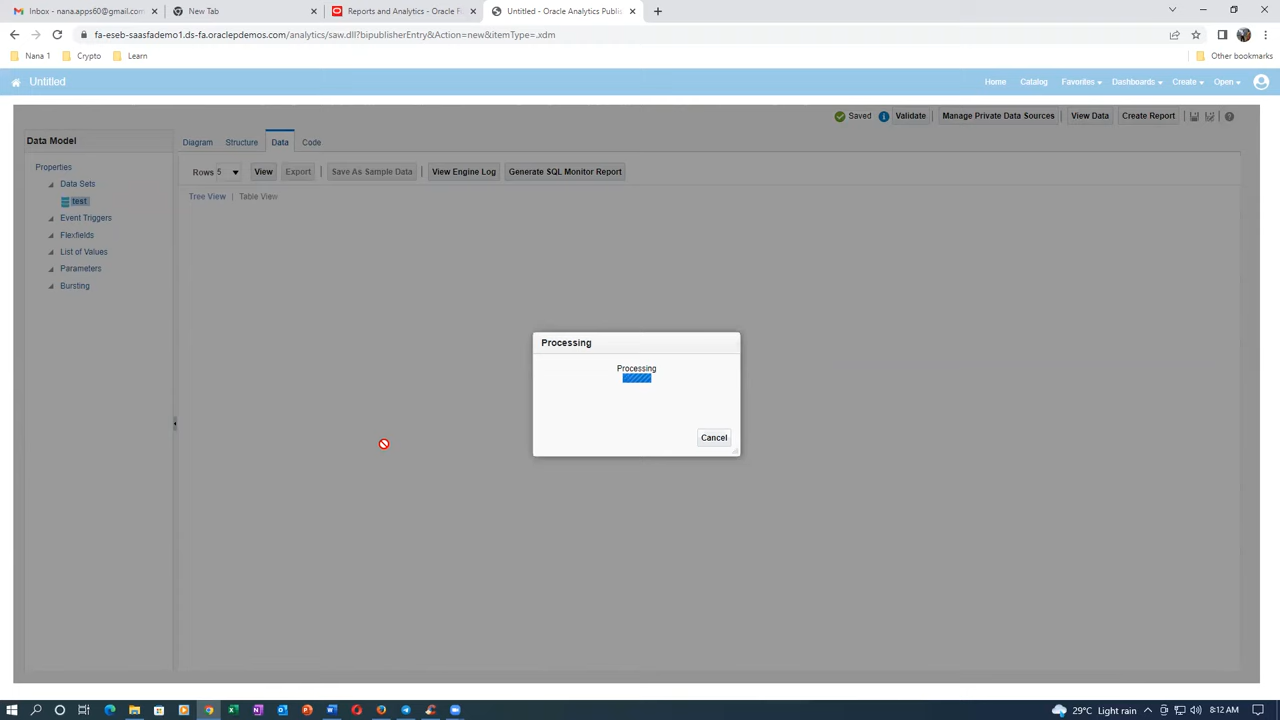 Inbox - nana.apps60@gmail.com
New Tab
Reports and Analytics - Oracle F
Untitled - Oracle Analytics Publis
fa-eseb-saasfademo1.ds-fa.oraclepdemos.com/analytics/saw.dll?bipublisherEntry&Action=new&itemType=.xdm
Nana 1
Crypto
Learn
Other bookmarks
Untitled
Home
Catalog
Favorites
Dashboards
Create
Open
Saved
Validate
Manage Private Data Sources
View Data
Create Report
Data Model
Diagram
Structure
Data
Code
Properties
Rows 5
View
Export
Save As Sample Data
View Engine Log
Generate SQL Monitor Report
Data Sets
Tree View | Table View
test
Event Triggers
Flexfields
List of Values
Parameters
Bursting
Processing
Processing
Cancel
29°C Light rain
8:12 AM